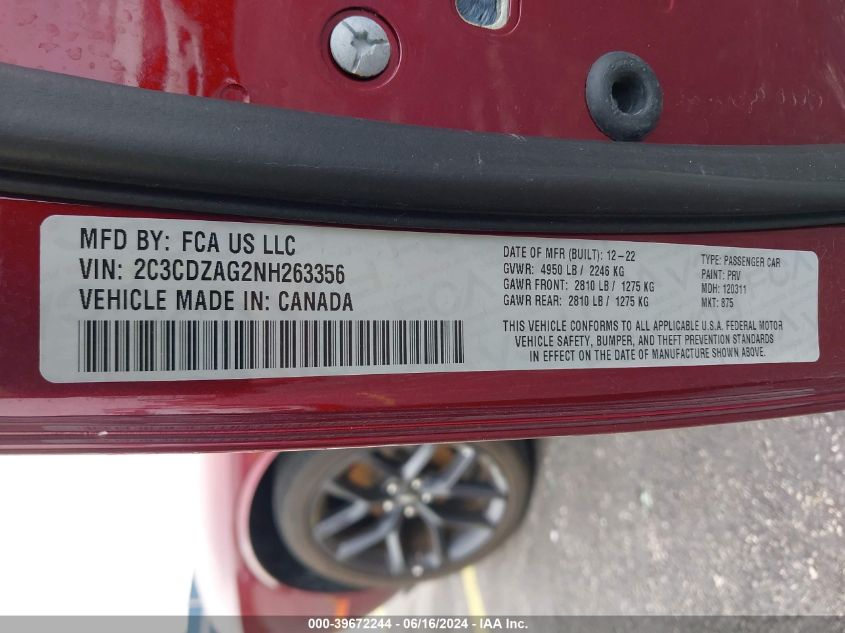 MFD BY: FCA US LLC
VIN: 2C3CDZAG2NH263356
VEHICLE MADE IN: CANADA
DATE OF MFR (BUILT): 12-22
GVWR: 4950 LB / 2246 KG
GAWR FRONT: 2810 LB / 1275 KG
GAWR REAR: 2810 LB / 1275 KG
TYPE: PASSENGER CAR
PAINT: PRV
MDH: 120311
MKT: 875
THIS VEHICLE CONFORMS TO ALL APPLICABLE U.S.A. FEDERAL MOTOR
VEHICLE SAFETY, BUMPER, AND THEFT PREVENTION STANDARDS
IN EFFECT ON THE DATE OF MANUFACTURE SHOWN ABOVE.
000-39672244 - 06/16/2024 - IAA Inc.